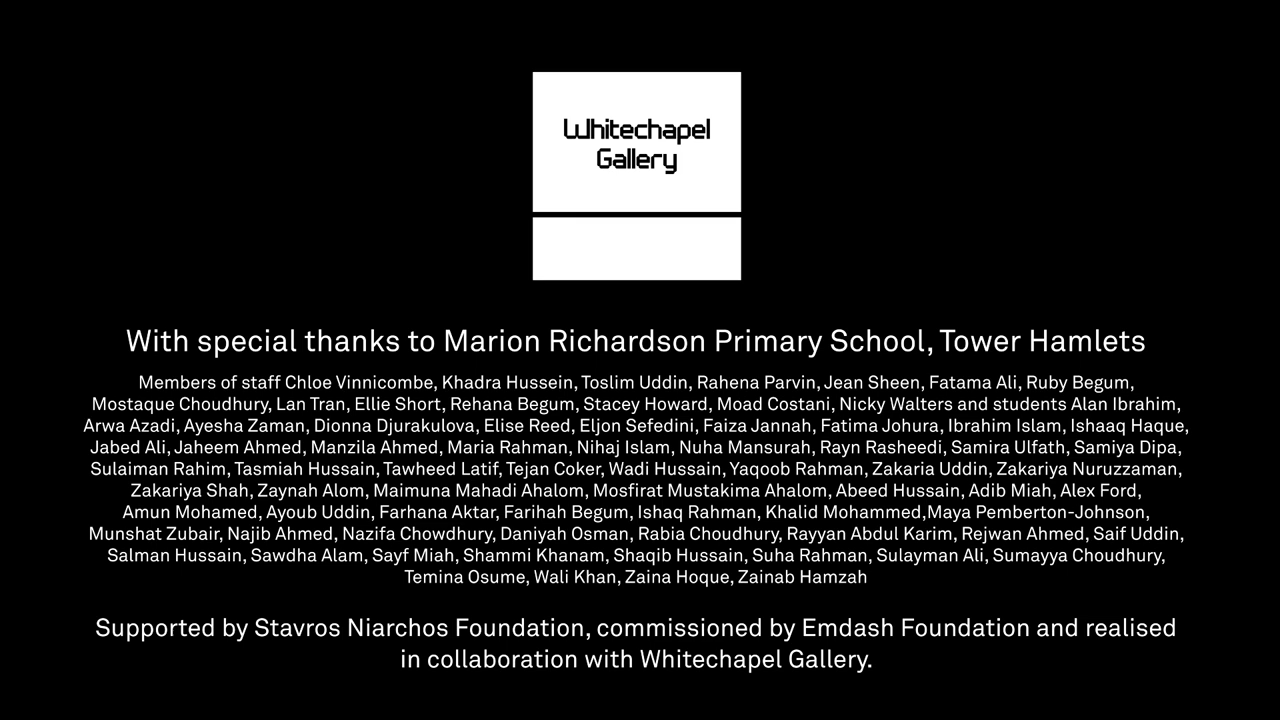 Whitechapel
Gallery
With special thanks to Marion Richardson Primary School, Tower Hamlets
Members of staff Chloe Vinnicombe, Khadra Hussein, Toslim Uddin, Rahena Parvin, Jean Sheen, Fatama Ali, Ruby Begum,
Mostaque Choudhury, Lan Tran, Ellie Short, Rehana Begum, Stacey Howard, Moad Costani, Nicky Walters and students Alan Ibrahim,
Arwa Azadi, Ayesha Zaman, Dionna Djurakulova, Elise Reed, Eljon Sefedini, Faiza Jannah, Fatima Johura, Ibrahim Islam, Ishaaq Haque,
Jabed Ali, Jaheem Ahmed, Manzila Ahmed, Maria Rahman, Nihaj Islam, Nuha Mansurah, Rayn Rasheedi, Samira Ulfath, Samiya Dipa,
Sulaiman Rahim, Tasmiah Hussain, Tawheed Latif, Tejan Coker, Wadi Hussain, Yaqoob Rahman, Zakaria Uddin, Zakariya Nuruzzaman,
Zakariya Shah, Zaynah Alom, Maimuna Mahadi Ahalom, Mosfirat Mustakima Ahalom, Abeed Hussain, Adib Miah, Alex Ford,
Amun Mohamed, Ayoub Uddin, Farhana Aktar, Farihah Begum, Ishaq Rahman, Khalid Mohammed,Maya Pemberton-Johnson,
Munshat Zubair, Najib Ahmed, Nazifa Chowdhury, Daniyah Osman, Rabia Choudhury, Rayyan Abdul Karim, Rejwan Ahmed, Saif Uddin,
Salman Hussain, Sawdha Alam, Sayf Miah, Shammi Khanam, Shaqib Hussain, Suha Rahman, Sulayman Ali, Sumayya Choudhury,
Temina Osume, Wali Khan, Zaina Hoque, Zainab Hamzah
Supported by Stavros Niarchos Foundation, commissioned by Emdash Foundation and realised
in collaboration with Whitechapel Gallery.